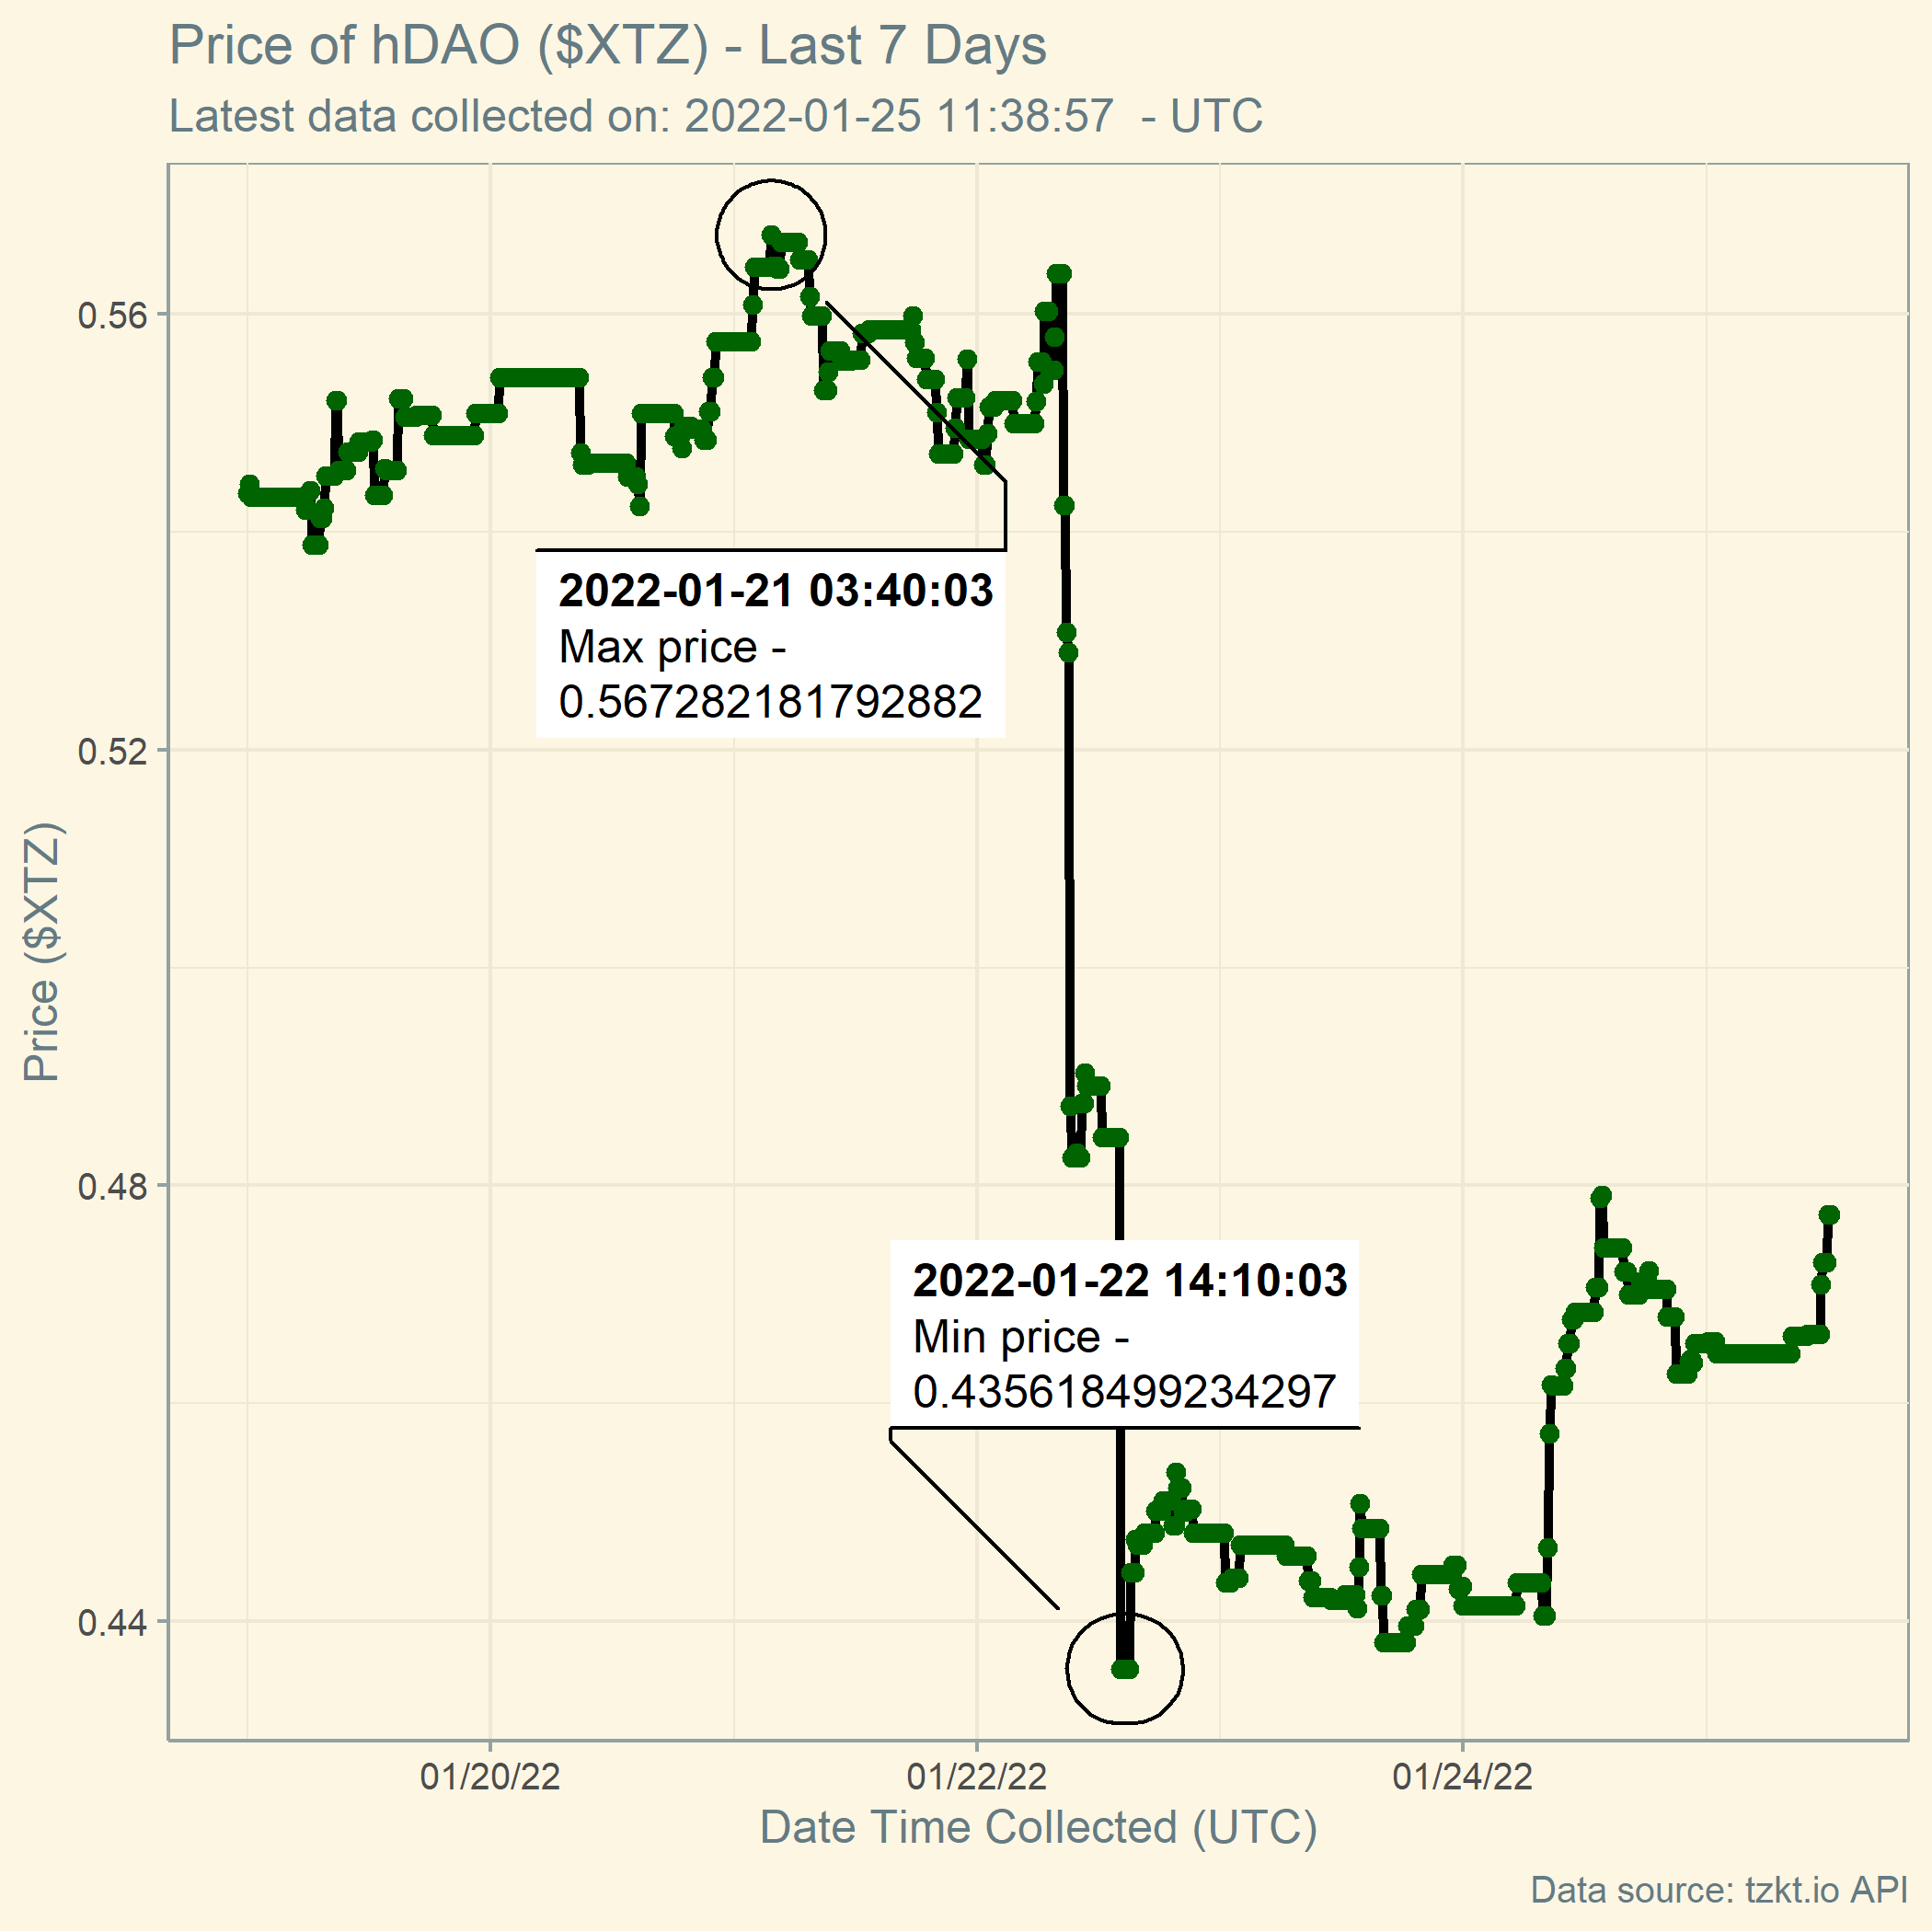 Price of hDAO ($XTZ) - Last 7 Days
Latest data collected on: 2022-01-25 11:38:57  - UTC
Price ($XTZ)
0.56
0.52
0.48
0.44
2022-01-21 03:40:03
Max price -
0.567282181792882
2022-01-22 14:10:03
Min price -
0.435618499234297
01/20/22
01/22/22
01/24/22
Date Time Collected (UTC)
Data source: tzkt.io API